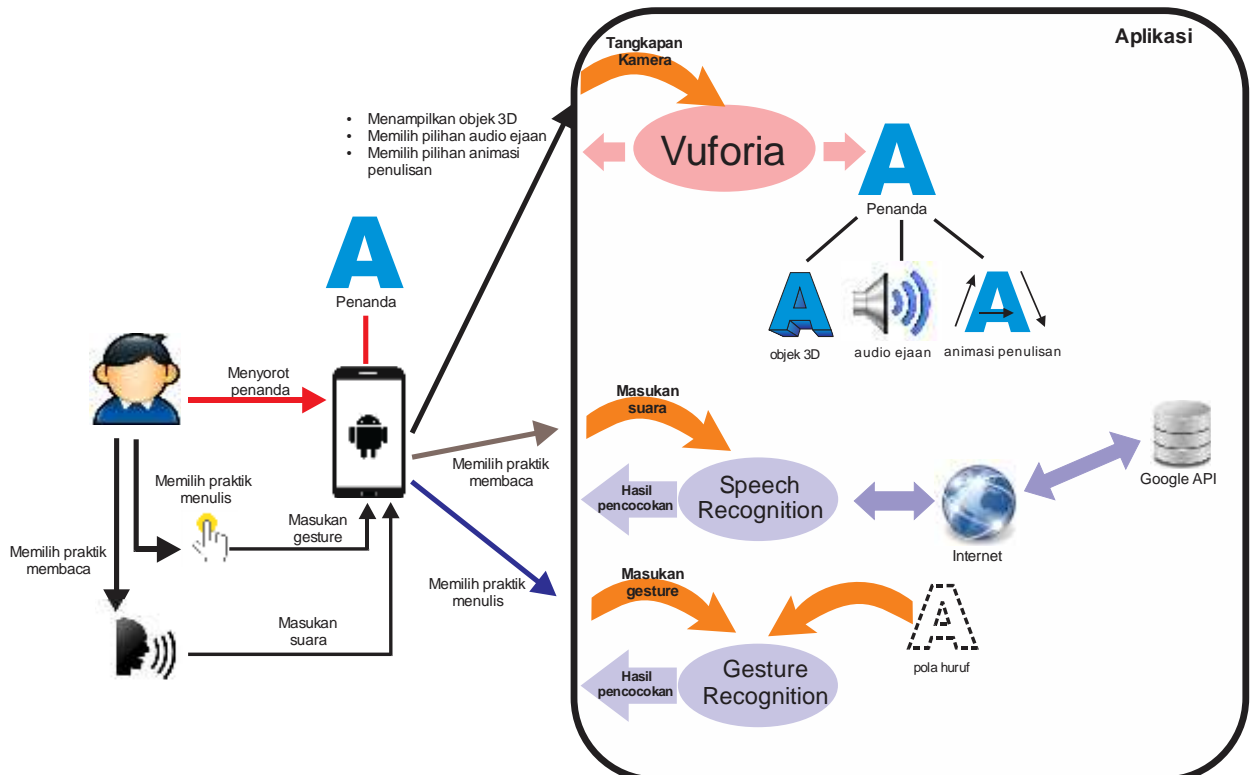 Aplikasi
Tangkapan
Kamera
• Menampilkan objek 3D
• Memilih pilihan audio ejaan
• Memilih pilihan animasi
penulisan
Vuforia
A
Penanda
A
Penanda
A
objek 3D
audio ejaan
A
animasi penulisan
Menyorot
penanda
Masukan
suara
Memilih praktik
membaca
Hasil
pencocokan
Speech
Recognition
Internet
Google API
Memilih praktik
menulis
Masukan
gesture
Memilih praktik
membaca
Memilih praktik
menulis
Masukan
gesture
A
pola huruf
Masukan
suara
Hasil
pencocokan
Gesture
Recognition